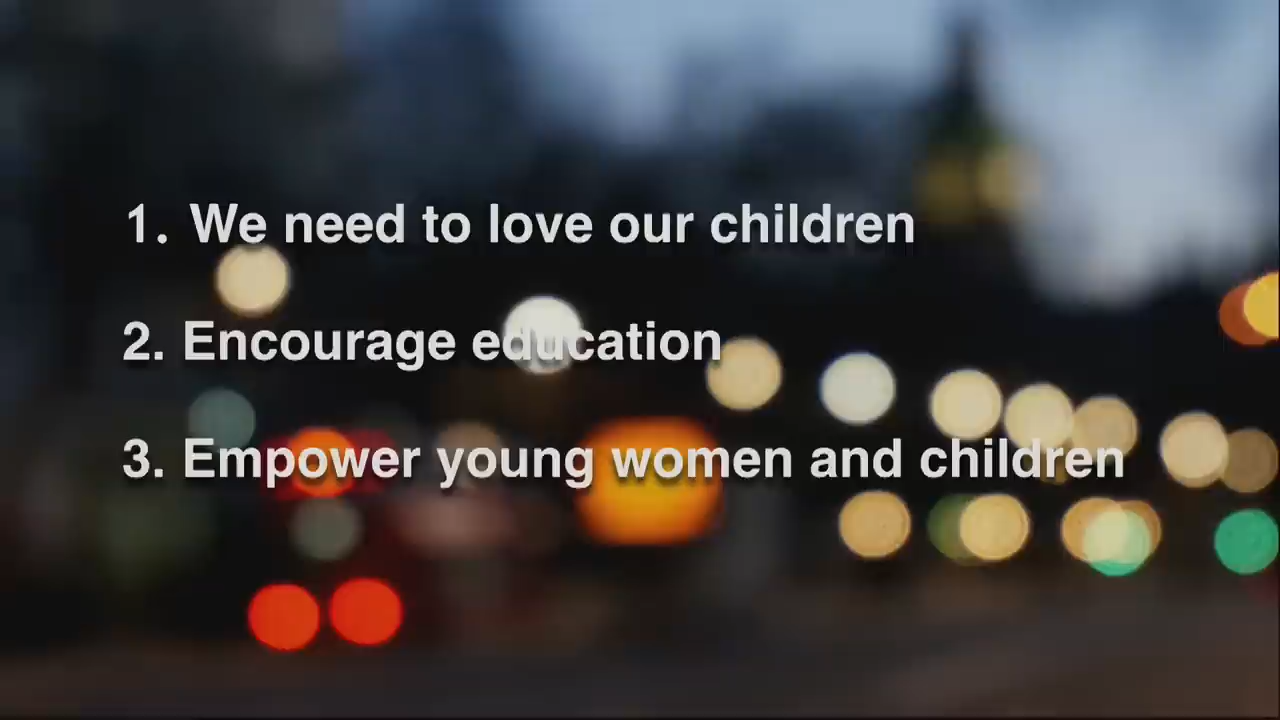 1. We need to love our children
2. Encourage education
3. Empower young women and children